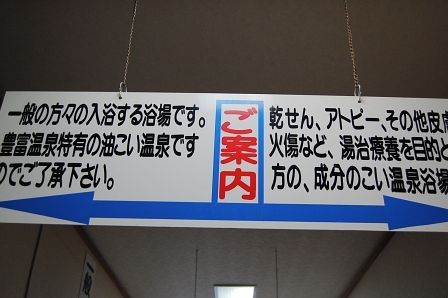 一般の方々の入浴する浴場です。
豊富温泉特有の油こい温泉です
のでご了承下さい。
ご案内
乾せん、アトピー、その他皮膚
火傷など、湯治療養を目的と
方の、成分のこい温泉浴場
一般